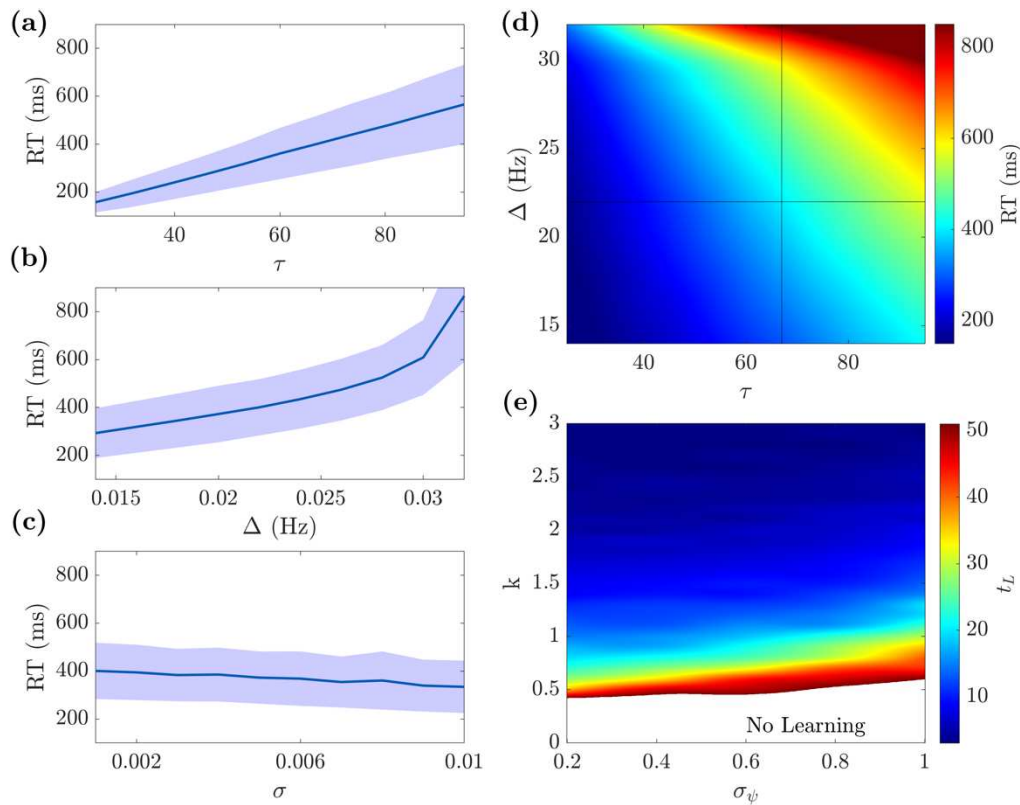 (a)
800
600
400
200
RT (ms)
40
60
80
τ
(b)
800
600
400
200
RT (ms)
0.015
0.02
0.025
0.03
Δ (Hz)
(c)
800
600
400
200
RT (ms)
0.002
0.006
0.01
σ
(d)
30
25
20
15
Δ (Hz)
40
60
80
τ
800
600
400
200
RT (ms)
(e)
3
2.5
2
1.5
1
0.5
0
k
No Learning
0.2
0.4
0.6
0.8
1
σ_ψ
50
40
30
20
10
t_L